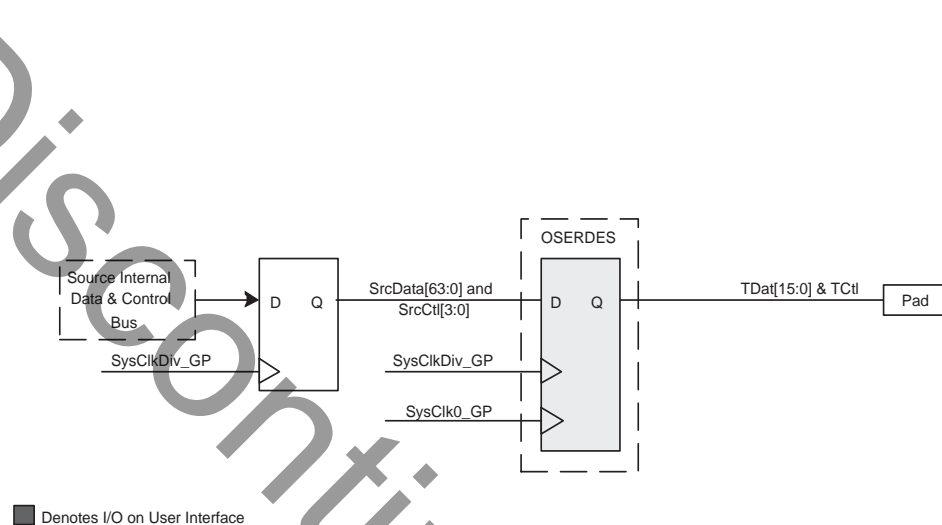 OSERDES
Source Internal
Data & Control
Bus
D
Q
SrcData[63:0] and
SrcCtl[3:0]
D
Q
TDat[15:0] & TCtl
Pad
SysClkDiv_GP
SysClkDiv_GP
SysClk0_GP
Denotes I/O on User Interface
Disconti